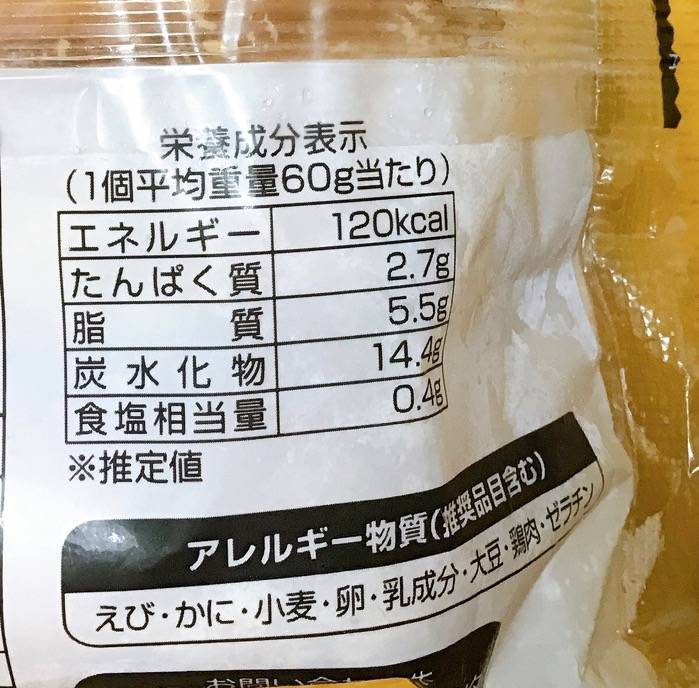 栄養成分表示
(1個平均重量60g当たり)
エネルギー 120kcal
たんぱく質 2.7g
脂質 5.5g
炭水化物 14.4g
食塩相当量 0.4g
※推定値
アレルギー物質(推奨品目含む)
えび・かに・小麦・卵・乳成分・大豆・鶏肉・ゼラチン